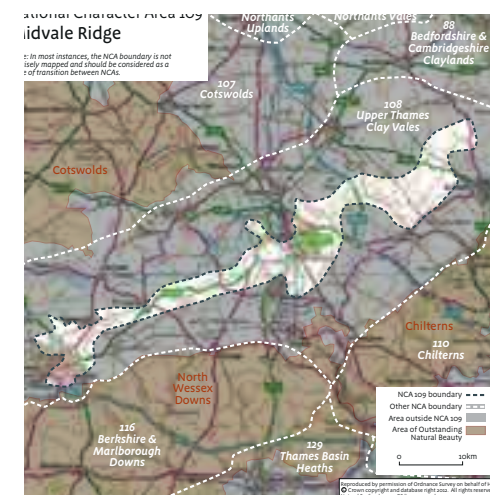 ational Character Area 109
idvale Ridge
e: In most instances, the NCA boundary is not
isely mapped and should be considered as a
e of transition between NCAs.
Northants
Uplands
Northants Vales
88
Bedfordshire &
Cambridgeshire
Claylands
107
Cotswolds
108
Upper Thames
Clay Vales
Cotswolds
Chilterns
110
Chilterns
North
Wessex
Downs
116
Berkshire &
Marlborough
Downs
129
Thames Basin
Heaths
NCA 109 boundary
Other NCA boundary
Area outside NCA 109
Area of Outstanding
Natural Beauty
0 10km
Reproduced by permission of Ordnance Survey on behalf of
© Crown copyright and database right 2012. All rights reserve